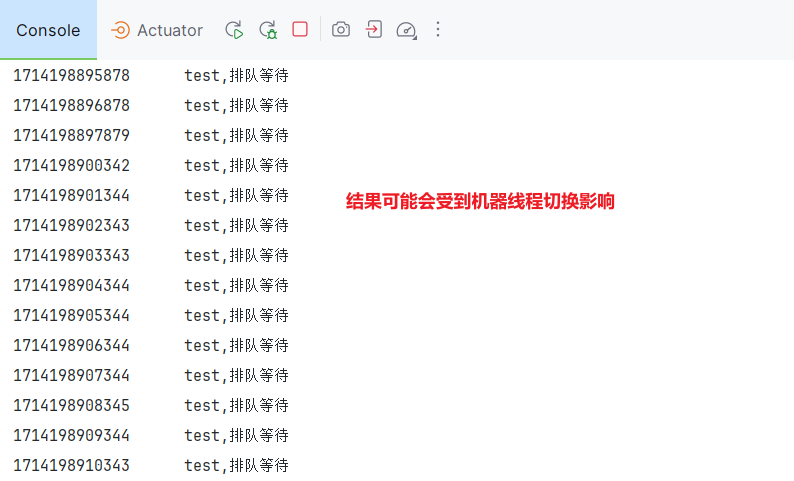 Console Actuator
1714198895878 test,排队等待
1714198896878 test,排队等待
1714198897879 test,排队等待
1714198900342 test,排队等待
1714198901344 test,排队等待
结果可能会受到机器线程切换影响
1714198902343 test,排队等待
1714198903343 test,排队等待
1714198904344 test,排队等待
1714198905344 test,排队等待
1714198906344 test,排队等待
1714198907344 test,排队等待
1714198908345 test,排队等待
1714198909344 test,排队等待
1714198910343 test,排队等待